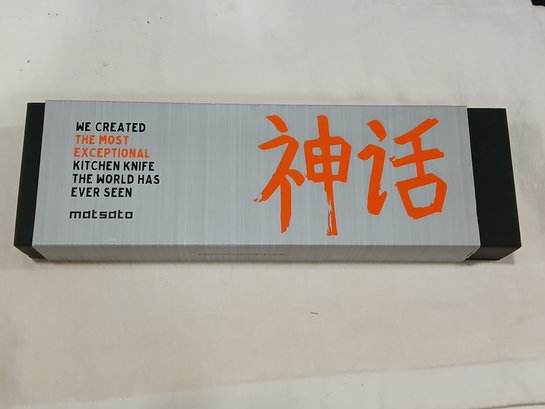 WE CREATED
THE MOST
EXCEPTIONAL
KITCHEN KNIFE
THE WORLD HAS
EVER SEEN
matsato
神话